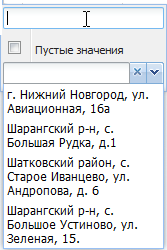 Пустые значения
г. Нижний Новгород, ул.
Авиационная, 16а
Шарангский р-н, с.
Большая Рудка, д.1
Шатковский район, с.
Старое Иванцево, ул.
Андропова, д. 6
Шарангский р-н, с.
Большое Устиново, ул.
Зеленая, 15.